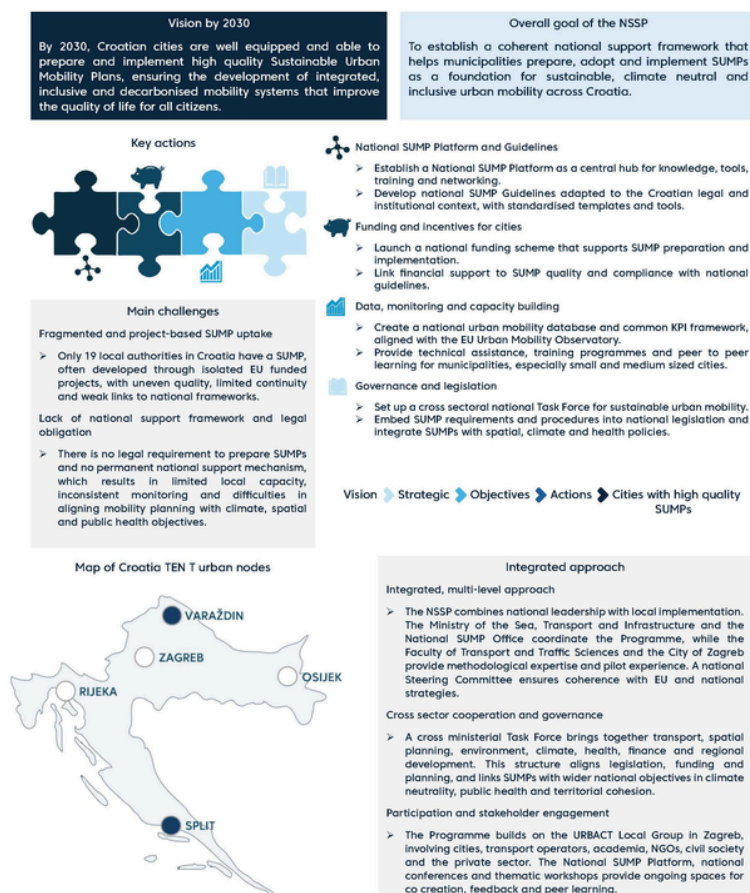 Vision by 2030
By 2030, Croatian cities are well equipped and able to
prepare and implement high quality Sustainable Urban
Mobility Plans, ensuring the development of integrated,
inclusive and decarbonised mobility systems that improve
the quality of life for all citizens.
Overall goal of the NSSP
To establish a coherent national support framework that
helps municipalities prepare, adopt and implement SUMPs
as a foundation for sustainable, climate neutral and
inclusive urban mobility across Croatia.
Key actions
National SUMP Platform and Guidelines
➢ Establish a National SUMP Platform as a central hub for knowledge, tools,
training and networking.
➢ Develop national SUMP Guidelines adapted to the Croatian legal and
institutional context, with standardised templates and tools.
Funding and incentives for cities
➢ Launch a national funding scheme that supports SUMP preparation and
implementation.
➢ Link financial support to SUMP quality and compliance with national
guidelines.
Data, monitoring and capacity building
➢ Create a national urban mobility database and common KPI framework,
aligned with the EU Urban Mobility Observatory.
➢ Provide technical assistance, training programmes and peer to peer
learning for municipalities, especially small and medium sized cities.
Governance and legislation
➢ Set up a cross sectoral national Task Force for sustainable urban mobility.
➢ Embed SUMP requirements and procedures into national legislation and
integrate SUMPs with spatial, climate and health policies.
Main challenges
Fragmented and project-based SUMP uptake
➢ Only 19 local authorities in Croatia have a SUMP,
often developed through isolated EU funded
projects, with uneven quality, limited continuity
and weak links to national frameworks.
Lack of national support framework and legal
obligation
➢ There is no legal requirement to prepare SUMPs
and no permanent national support mechanism,
which results in limited local capacity,
inconsistent monitoring and difficulties in
aligning mobility planning with climate, spatial
and public health objectives.
Vision Strategic Objectives Actions Cities with high quality
SUMPs
Map of Croatia TEN T urban nodes
VARAŽDIN
ZAGREB
OSIJEK
RIJEKA
SPLIT
Integrated approach
Integrated, multi-level approach
➢ The NSSP combines national leadership with local implementation.
The Ministry of the Sea, Transport and Infrastructure and the
National SUMP Office coordinate the Programme, while the
Faculty of Transport and Traffic Sciences and the City of Zagreb
provide methodological expertise and pilot experience. A national
Steering Committee ensures coherence with EU and national
strategies.
Cross sector cooperation and governance
➢ A cross ministerial Task Force brings together transport, spatial
planning, environment, climate, health, finance and regional
development. This structure aligns legislation, funding and
planning, and links SUMPs with wider national objectives in climate
neutrality, public health and territorial cohesion.
Participation and stakeholder engagement
➢ The Programme builds on the URBACT Local Group in Zagreb,
involving cities, transport operators, academia, NGOs, civil society
and the private sector. The National SUMP Platform, national
conferences and thematic workshops provide ongoing spaces for
co creation, feedback and peer learning.